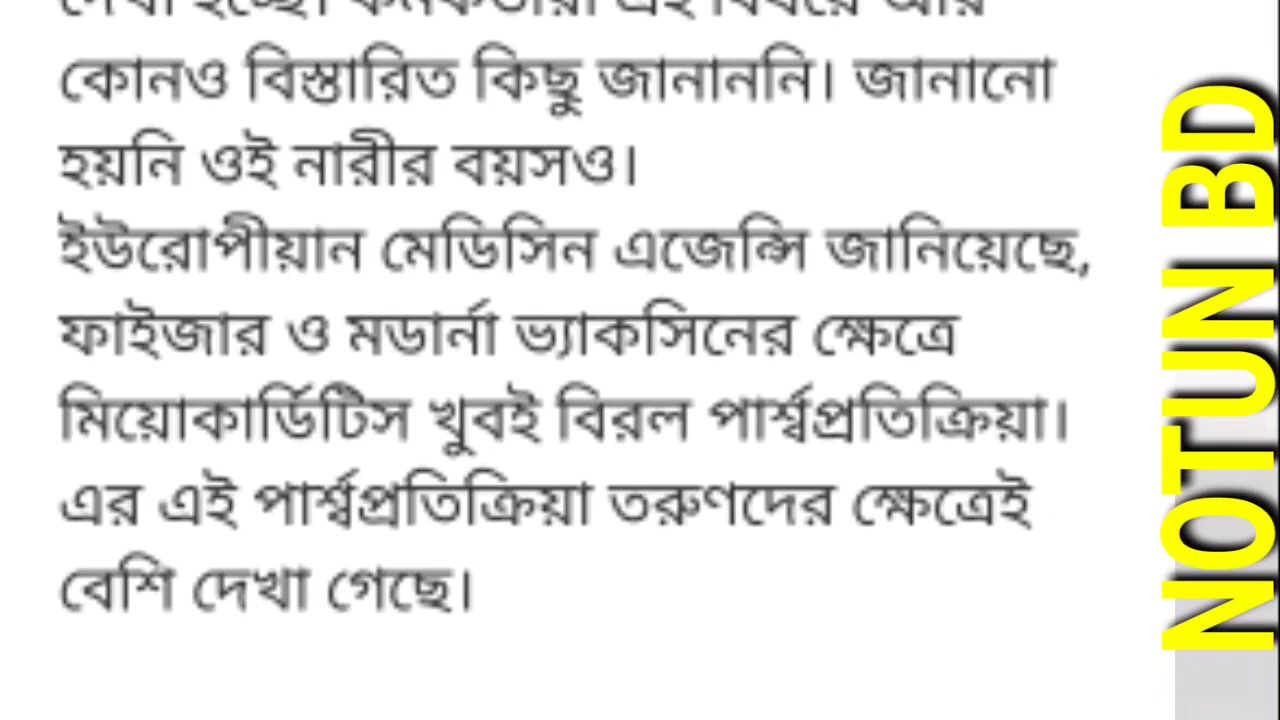 কোনও বিস্তারিত কিছু জানাননি। জানানো
হয়নি ওই নারীর বয়সও।
ইউরোপীয়ান মেডিসিন এজেন্সি জানিয়েছে,
ফাইজার ও মডার্না ভ্যাকসিনের ক্ষেত্রে
মিয়োকার্ডিটিস খুবই বিরল পার্শ্বপ্রতিক্রিয়া।
এর এই পার্শ্বপ্রতিক্রিয়া তরুণদের ক্ষেত্রেই
বেশি দেখা গেছে।
NOTUN BD